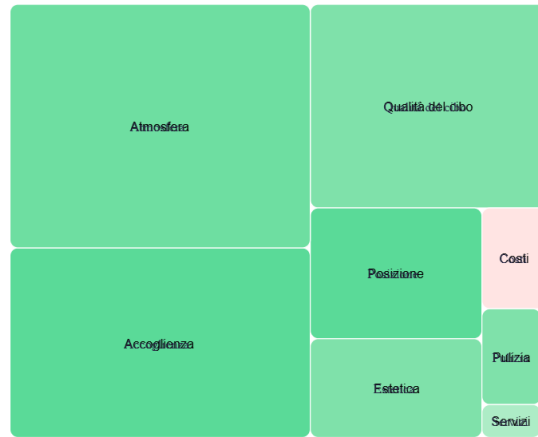 Atmosfera
Qualità del cibo
Accoglienza
Posizione
Costi
Estetica
Pulizia
Servizi